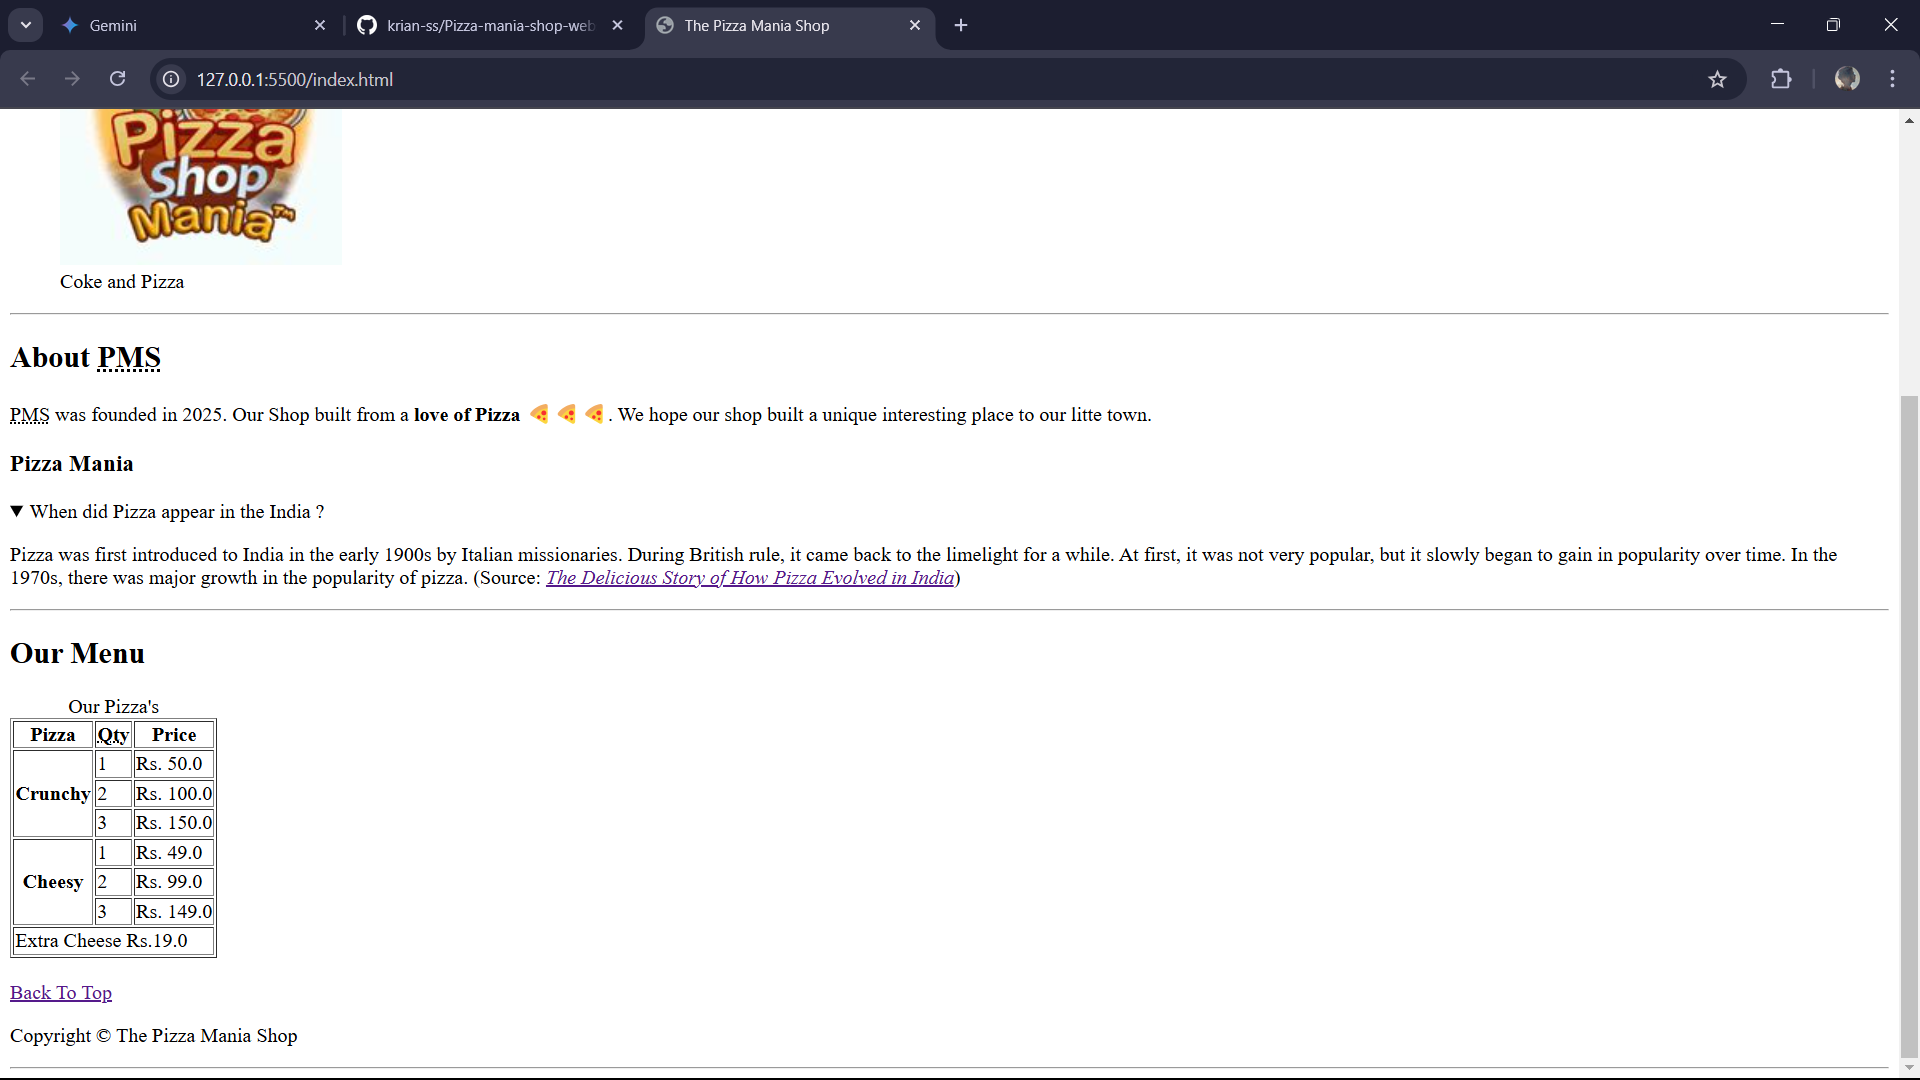 Gemini
krian-ss/Pizza-mania-shop-web
The Pizza Mania Shop
127.0.0.1:5500/index.html
Pizza
Shop
Mania™
Coke and Pizza
About PMS
PMS was founded in 2025. Our Shop built from a love of Pizza 🍕 🍕 🍕 . We hope our shop built a unique interesting place to our litte town.
Pizza Mania
▼ When did Pizza appear in the India ?
Pizza was first introduced to India in the early 1900s by Italian missionaries. During British rule, it came back to the limelight for a while. At first, it was not very popular, but it slowly began to gain in popularity over time. In the
1970s, there was major growth in the popularity of pizza. (Source: The Delicious Story of How Pizza Evolved in India)
Our Menu
Our Pizza's
Pizza Qty Price
Crunchy 1 Rs. 50.0
2 Rs. 100.0
3 Rs. 150.0
Cheesy 1 Rs. 49.0
2 Rs. 99.0
3 Rs. 149.0
Extra Cheese Rs.19.0
Back To Top
Copyright © The Pizza Mania Shop